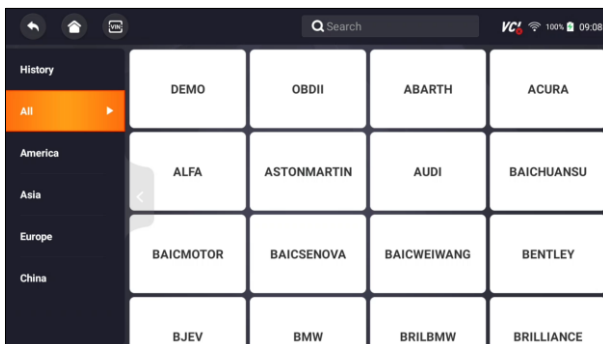 VIN
Search
VCI
100%
09:08
History
All
America
Asia
Europe
China
DEMO
OBDII
ABARTH
ACURA
ALFA
ASTONMARTIN
AUDI
BAICHUANSU
BAICMOTOR
BAICSENOVA
BAICWEIWANG
BENTLEY
BJEV
BMW
BRILBMW
BRILLIANCE